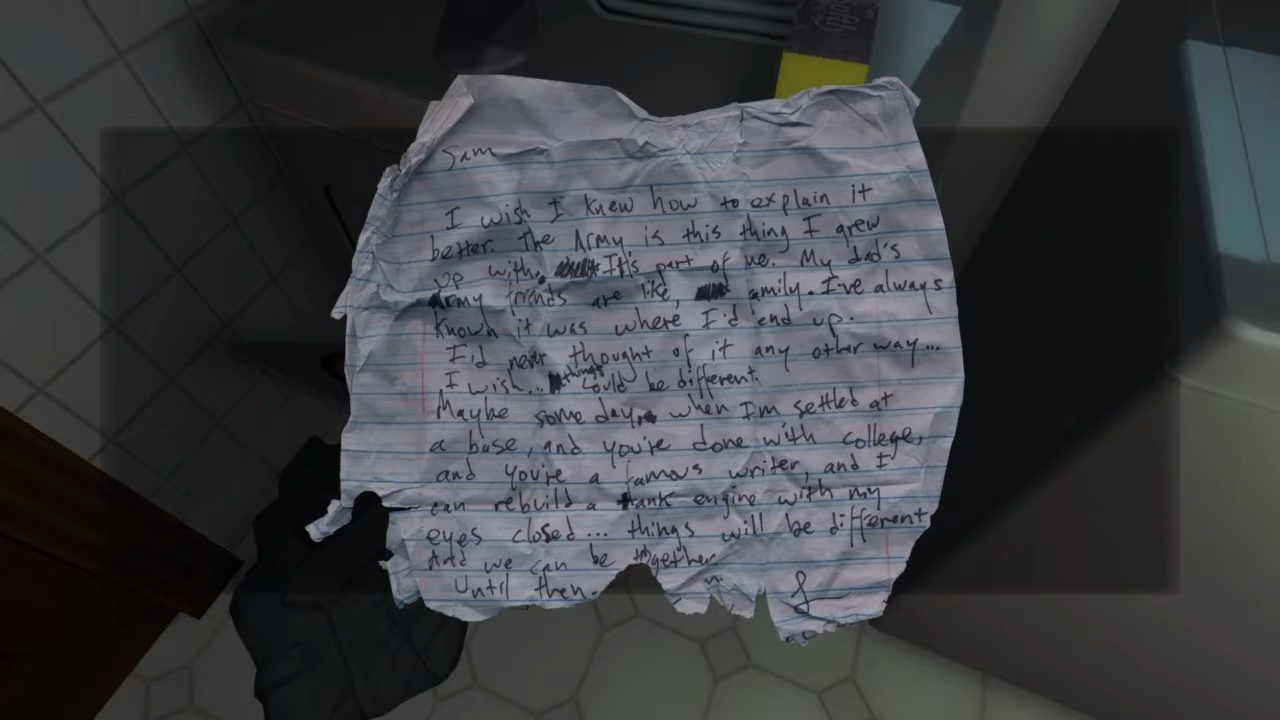 Sam
I wish I knew how to explain it
better. The Army is this thing I grew
up with. It's part of me. My dad's
Army friends are like, family. I've always
known it was where I'd end up.
I'd never thought of it any other way...
I wish... things could be different.
Maybe some day, when I'm settled at
a base, and you're done with college,
and you're a famous writer, and I
can rebuild a tank engine with my
eyes closed... things will be different
And we can be together.
Until then.